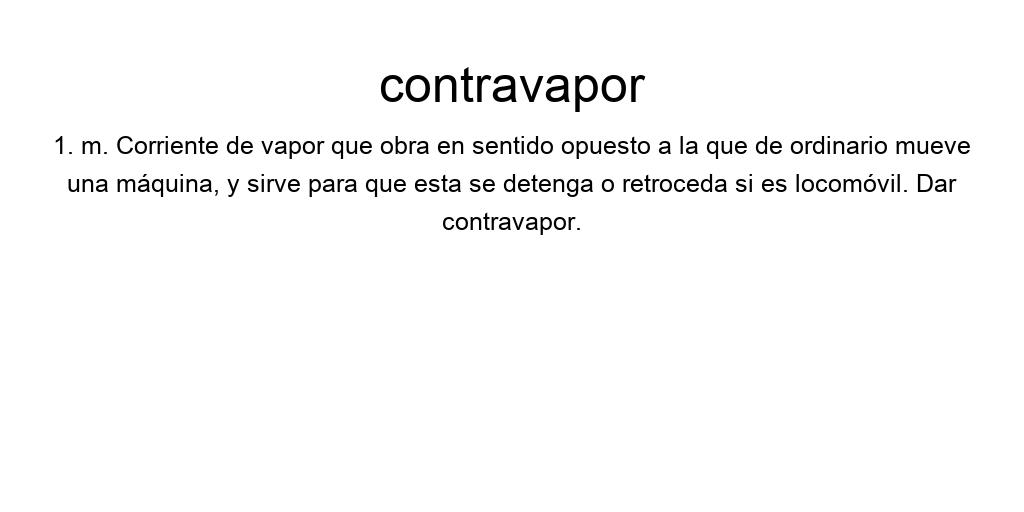 contravapor
1. m. Corriente de vapor que obra en sentido opuesto a la que de ordinario mueve
una máquina, y sirve para que esta se detenga o retroceda si es locomóvil. Dar
contravapor.